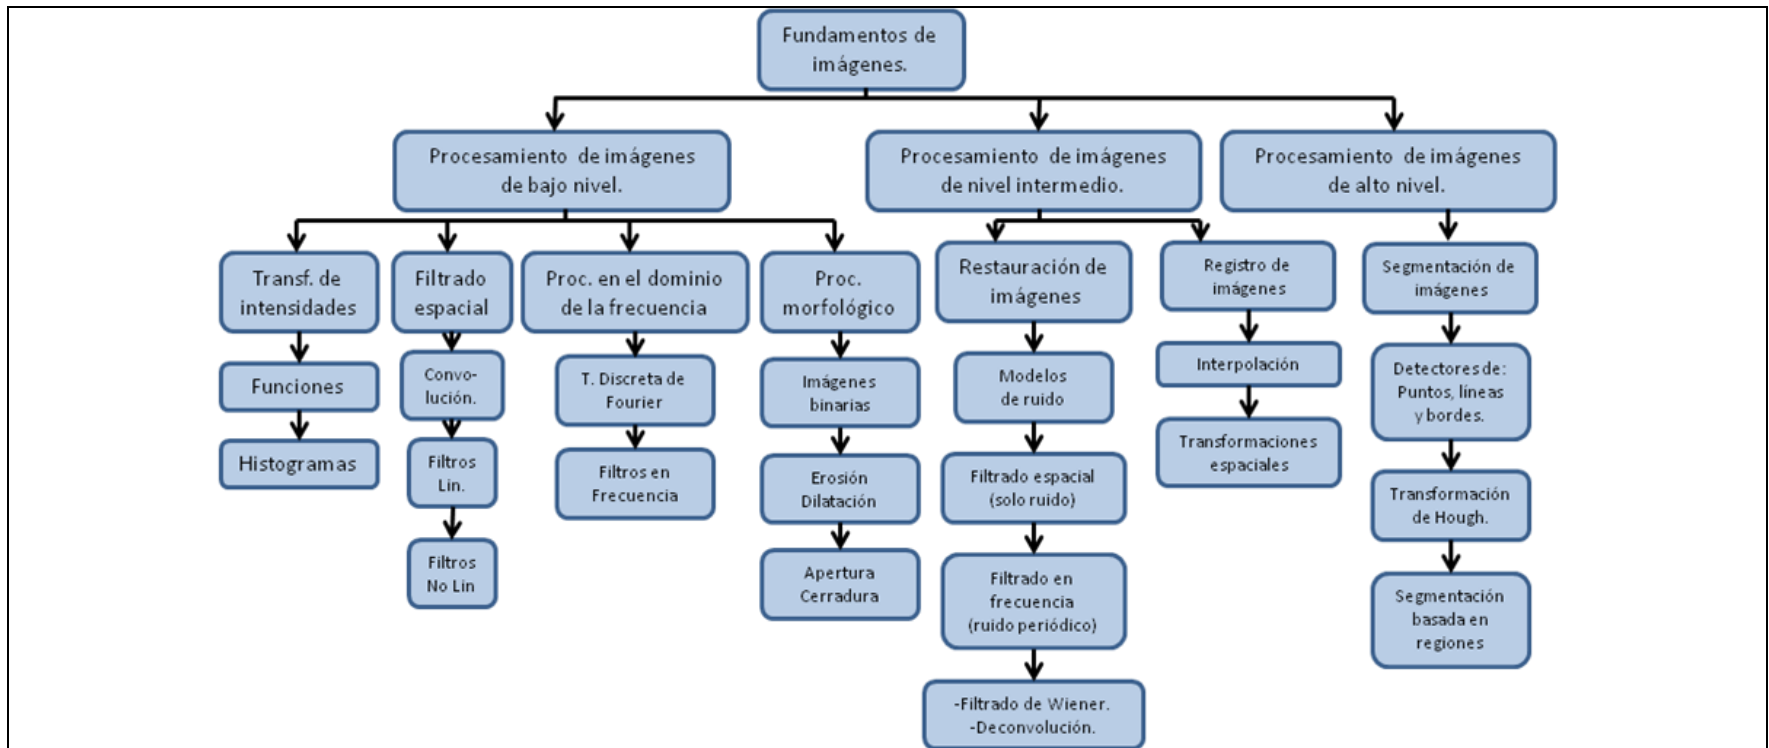 Fundamentos de
imágenes.
Procesamiento de imágenes
de bajo nivel.
Procesamiento de imágenes
de nivel intermedio.
Procesamiento de imágenes
de alto nivel.
Transf. de
intensidades
Filtrado
espacial
Proc. en el dominio
de la frecuencia
Proc.
morfológico
Restauración de
imágenes
Registro de
imágenes
Segmentación de
imágenes
Funciones
Histogramas
Convo-
lución.
Filtros
Lin.
Filtros
No Lin
T. Discreta de
Fourier
Filtros en
Frecuencia
Imágenes
binarias
Erosión
Dilatación
Apertura
Cerradura
Modelos
de ruido
Filtrado espacial
(solo ruido)
Filtrado en
frecuencia
(ruido periódico)
-Filtrado de Wiener.
-Deconvolución.
Interpolación
Transformaciones
espaciales
Detectores de:
Puntos, líneas
y bordes.
Transformación
de Hough.
Segmentación
basada en
regiones